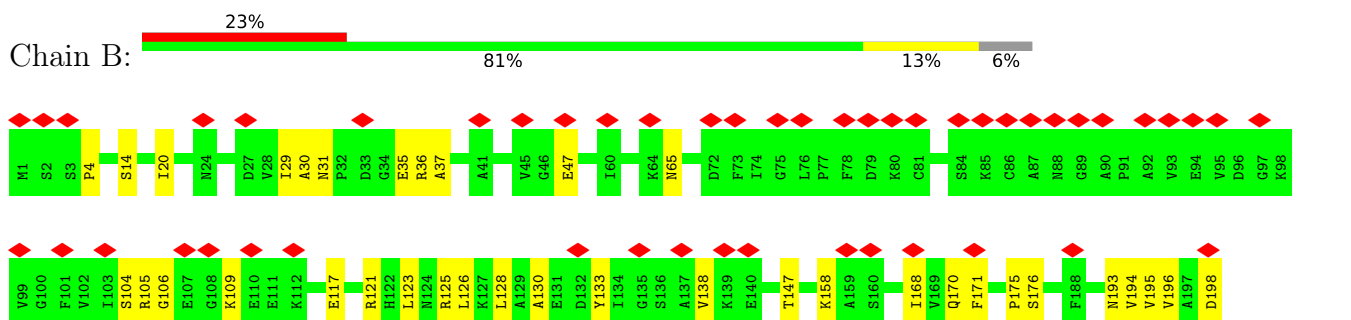 23%
Chain B:
81% 13% 6%
M1 S2 S3 P4 S14 I20 N24 D27 V28 I29 A30 N31 P32 D33 G34 E35 R36 A37 A41 V45 G46 E47 I60 K64 N65 D72 F73 I74 G75 L76 P77 F78 D79 K80 C81 S84 K85 C86 A87 N88 G89 A90 P91 A92 V93 E94 V95 D96 G97 K98
V99 G100 F101 V102 I103 S104 R105 G106 E107 G108 K109 E110 E111 K112 E117 R121 H122 L123 N124 R125 L126 K127 L128 A129 A130 E131 D132 Y133 I134 G135 S136 A137 V138 K139 E140 T147 K158 A159 S160 I168 V169 Q170 F171 P175 S176 F188 N193 V194 V195 V196 A197 D198